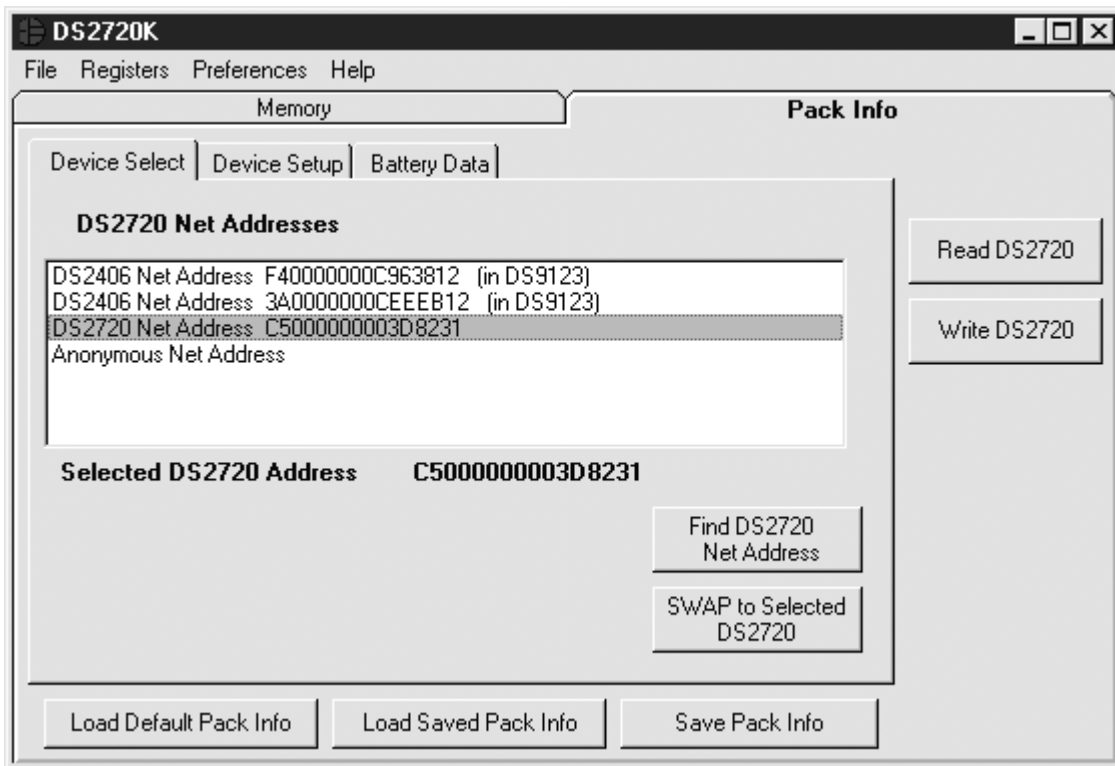 DS2720K
File Registers Preferences Help
Memory Pack Info
Device Select Device Setup Battery Data
DS2720 Net Addresses
DS2406 Net Address F40000000C963812 (in DS9123)
DS2406 Net Address 3A0000000CEEEB12 (in DS9123)
DS2720 Net Address C5000000003D8231
Anonymous Net Address
Selected DS2720 Address C5000000003D8231
Find DS2720
Net Address
SWAP to Selected
DS2720
Read DS2720
Write DS2720
Load Default Pack Info Load Saved Pack Info Save Pack Info